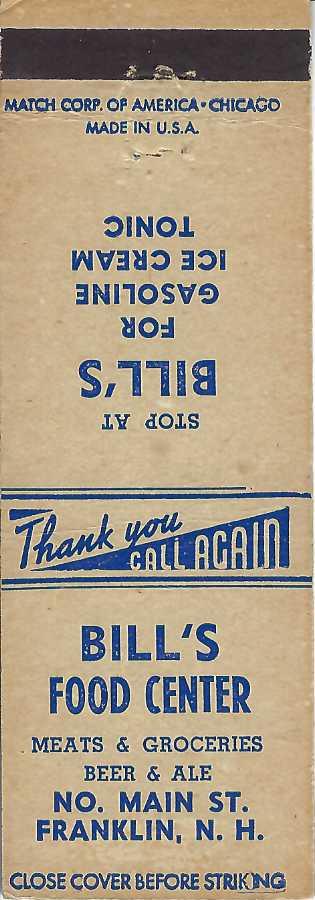 MATCH CORP. OF AMERICA • CHICAGO
MADE IN U.S.A.
STOP AT
BILL'S
FOR
GASOLINE
ICE CREAM
TONIC
Thank you
CALL AGAIN
BILL'S
FOOD CENTER
MEATS & GROCERIES
BEER & ALE
NO. MAIN ST.
FRANKLIN, N. H.
CLOSE COVER BEFORE STRIKING